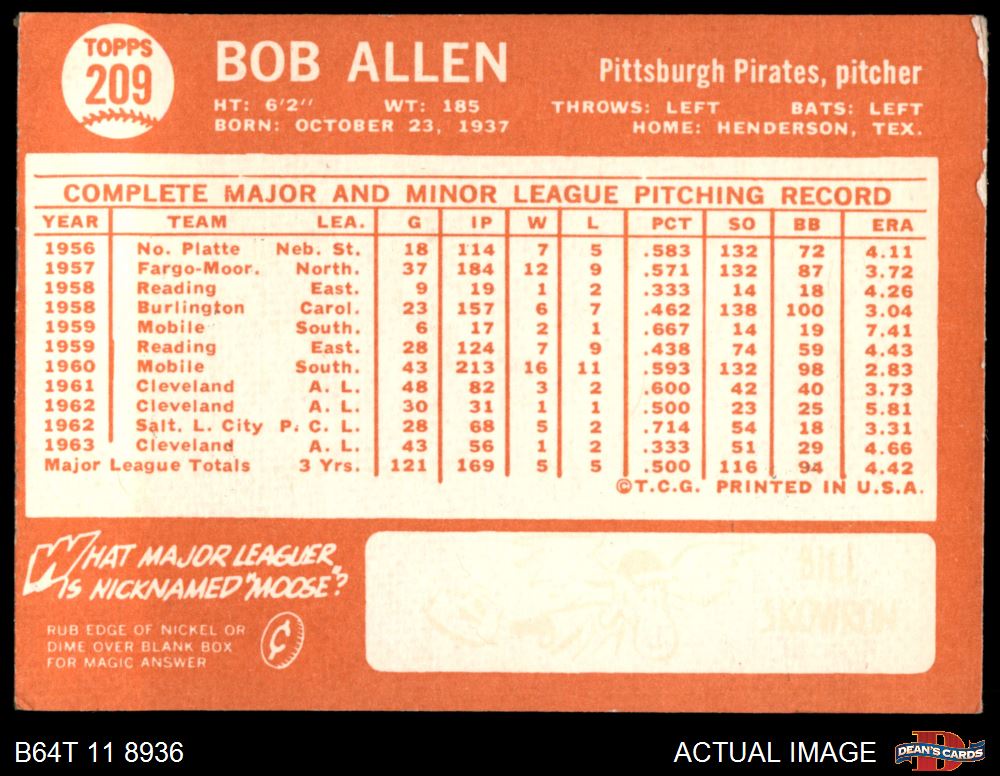 TOPPS
209
BOB ALLEN
Pittsburgh Pirates, pitcher
HT: 6'2" WT: 185 THROWS: LEFT BATS: LEFT
BORN: OCTOBER 23, 1937 HOME: HENDERSON, TEX.
COMPLETE MAJOR AND MINOR LEAGUE PITCHING RECORD
YEAR TEAM LEA. G IP W L PCT SO BB ERA
1956 No. Platte Neb. St. 18 114 7 5 .583 132 72 4.11
1957 Fargo-Moor. North. 37 184 12 9 .571 132 87 3.72
1958 Reading East. 9 19 1 2 .333 14 18 4.26
1958 Burlington Carol. 23 157 6 7 .462 138 100 3.04
1959 Mobile South. 6 17 2 1 .667 14 19 7.41
1959 Reading East. 28 124 7 9 .438 74 59 4.43
1960 Mobile South. 43 213 16 11 .593 132 98 2.83
1961 Cleveland A. L. 48 82 3 2 .600 42 40 3.73
1962 Cleveland A. L. 30 31 1 1 .500 23 25 5.81
1962 Salt. L. City P. C. L. 28 68 5 2 .714 54 18 3.31
1963 Cleveland A. L. 43 56 1 2 .333 51 29 4.66
Major League Totals 3 Yrs. 121 169 5 5 .500 116 94 4.42
©T.C.G. PRINTED IN U.S.A.
WHAT MAJOR LEAGUER,
IS NICKNAMED "MOOSE"?
RUB EDGE OF NICKEL OR
DIME OVER BLANK BOX
FOR MAGIC ANSWER
B64T 11 8936 ACTUAL IMAGE DEAN'S CARDS